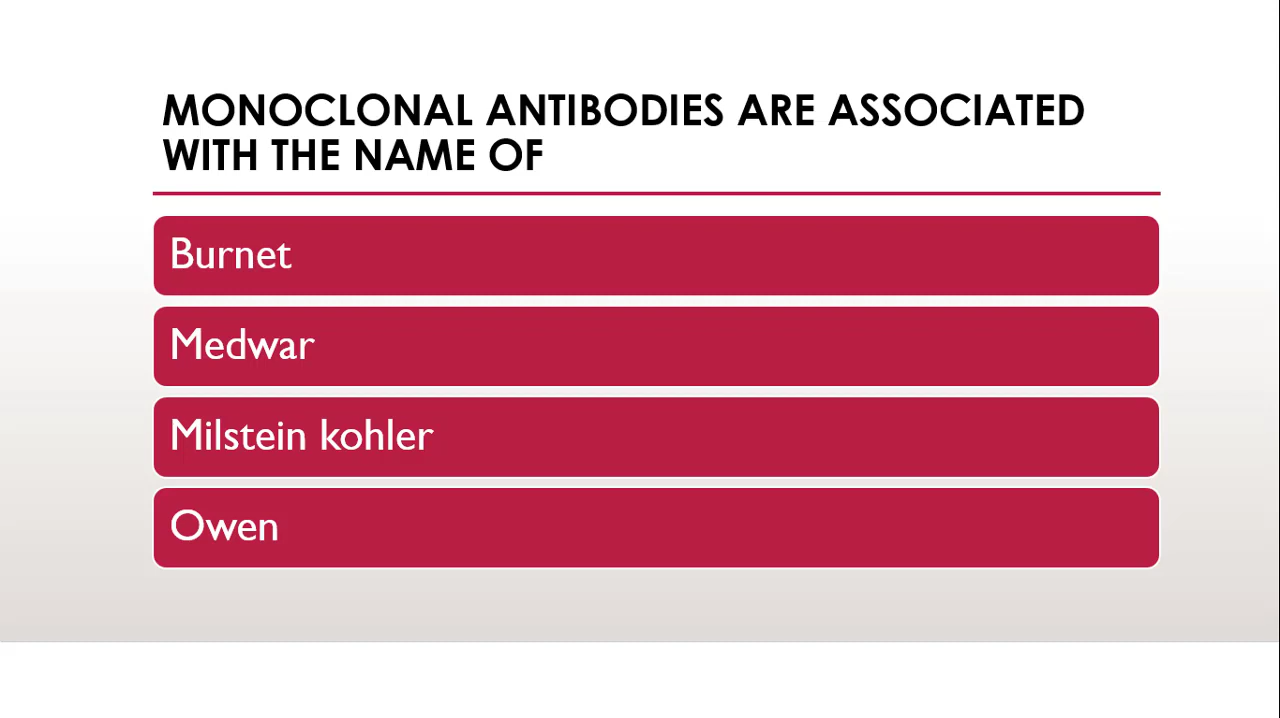 MONOCLONAL ANTIBODIES ARE ASSOCIATED
WITH THE NAME OF
Burnet
Medwar
Milstein kohler
Owen